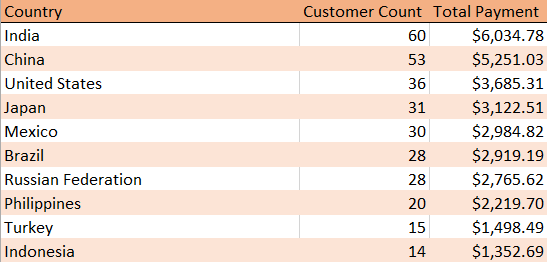 Country Customer Count Total Payment
India 60 $6,034.78
China 53 $5,251.03
United States 36 $3,685.31
Japan 31 $3,122.51
Mexico 30 $2,984.82
Brazil 28 $2,919.19
Russian Federation 28 $2,765.62
Philippines 20 $2,219.70
Turkey 15 $1,498.49
Indonesia 14 $1,352.69